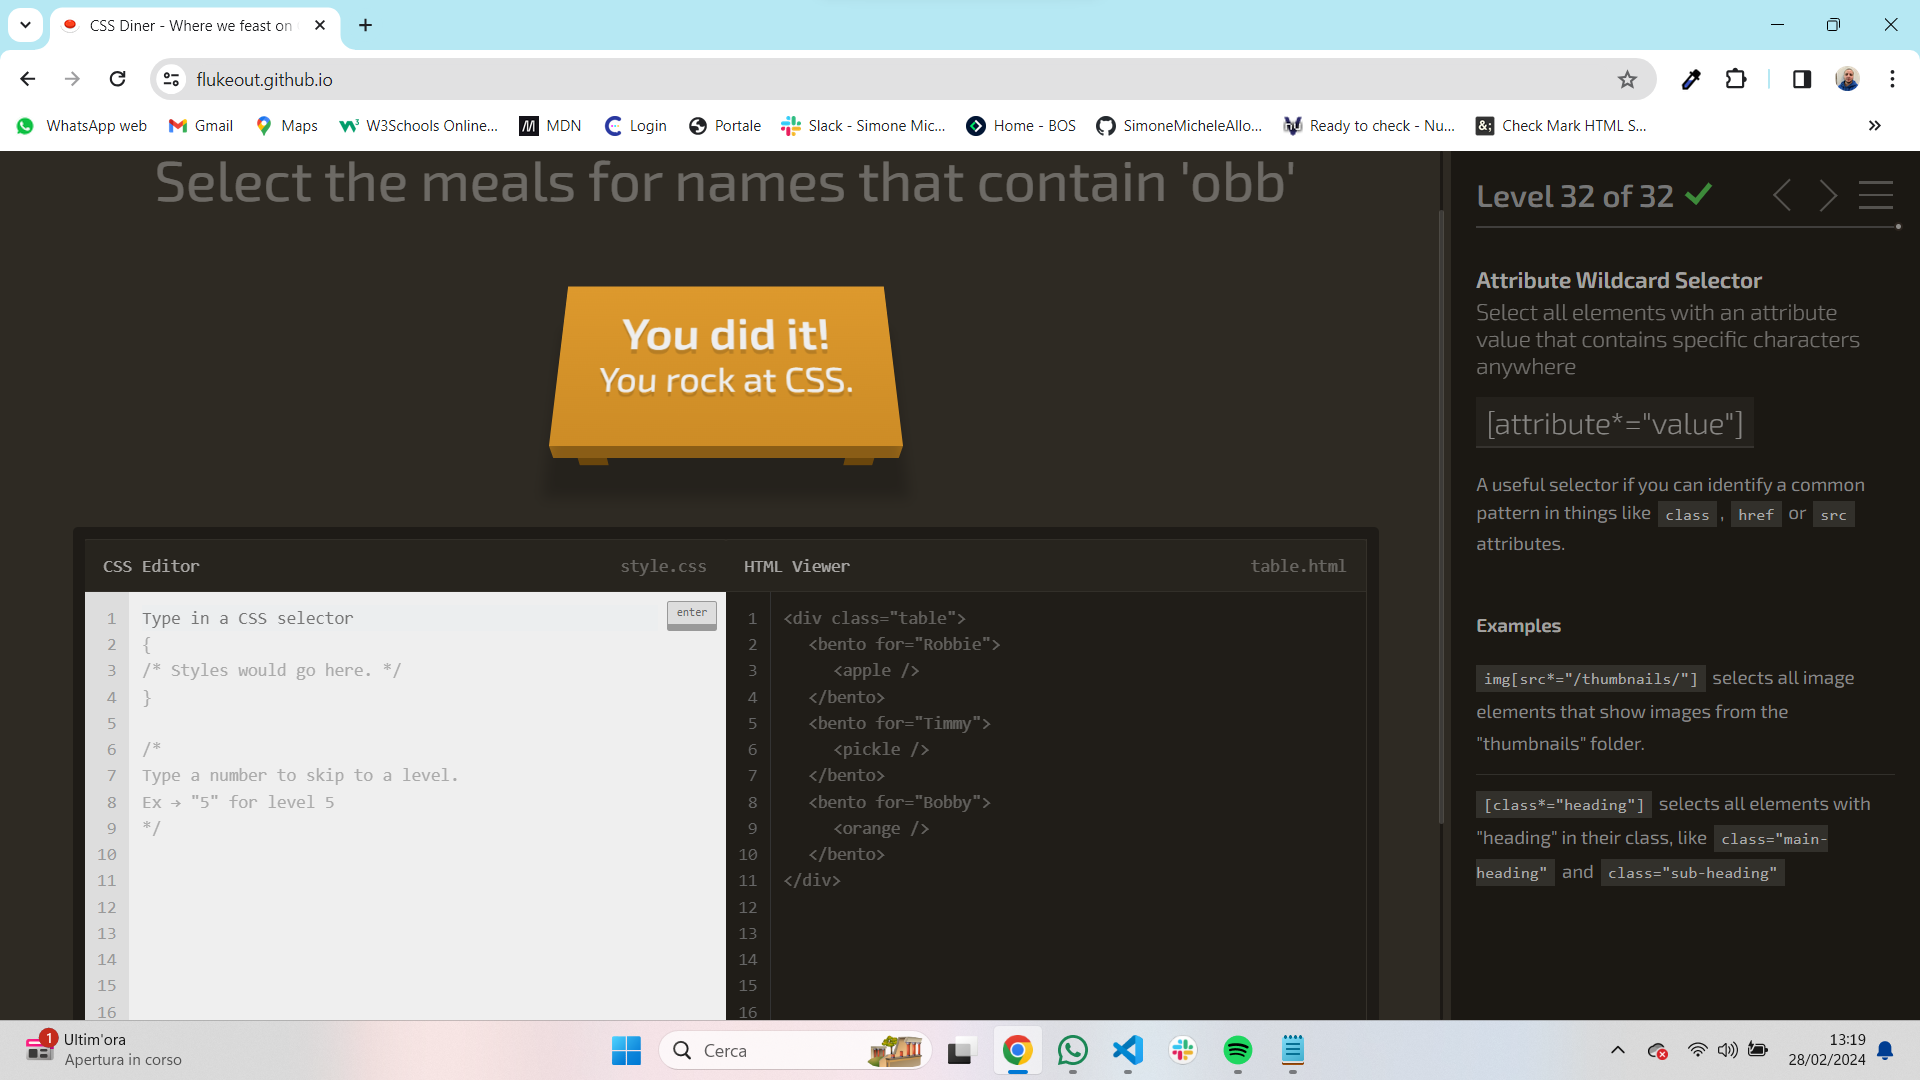 CSS Diner - Where we feast on
flukeout.github.io
WhatsApp web
Gmail
Maps
W3Schools Online...
MDN
Login
Portale
Slack - Simone Mic...
Home - BOS
SimoneMicheleAllo...
Ready to check - Nu...
Check Mark HTML S...
Select the meals for names that contain 'obb'
You did it!
You rock at CSS.
CSS Editor
style.css
1 Type in a CSS selector
enter
2 {
3 /* Styles would go here. */
4 }
5
6 /*
7 Type a number to skip to a level.
8 Ex → "5" for level 5
9 */
10
11
12
13
14
15
16
HTML Viewer
table.html
1 <div class="table">
2 <bento for="Robbie">
3 <apple />
4 </bento>
5 <bento for="Timmy">
6 <pickle />
7 </bento>
8 <bento for="Bobby">
9 <orange />
10 </bento>
11 </div>
12
13
14
15
16
Level 32 of 32
Attribute Wildcard Selector
Select all elements with an attribute
value that contains specific characters
anywhere
[attribute*="value"]
A useful selector if you can identify a common
pattern in things like class , href or src
attributes.
Examples
img[src*="/thumbnails/"] selects all image
elements that show images from the
"thumbnails" folder.
[class*="heading"] selects all elements with
"heading" in their class, like class="main-
heading" and class="sub-heading"
1
Ultim'ora
Apertura in corso
Cerca
13:19
28/02/2024